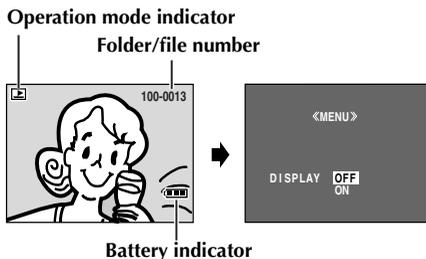 Operation mode indicator
Folder/file number
100-0013
《MENU》
DISPLAY OFF
ON
Battery indicator